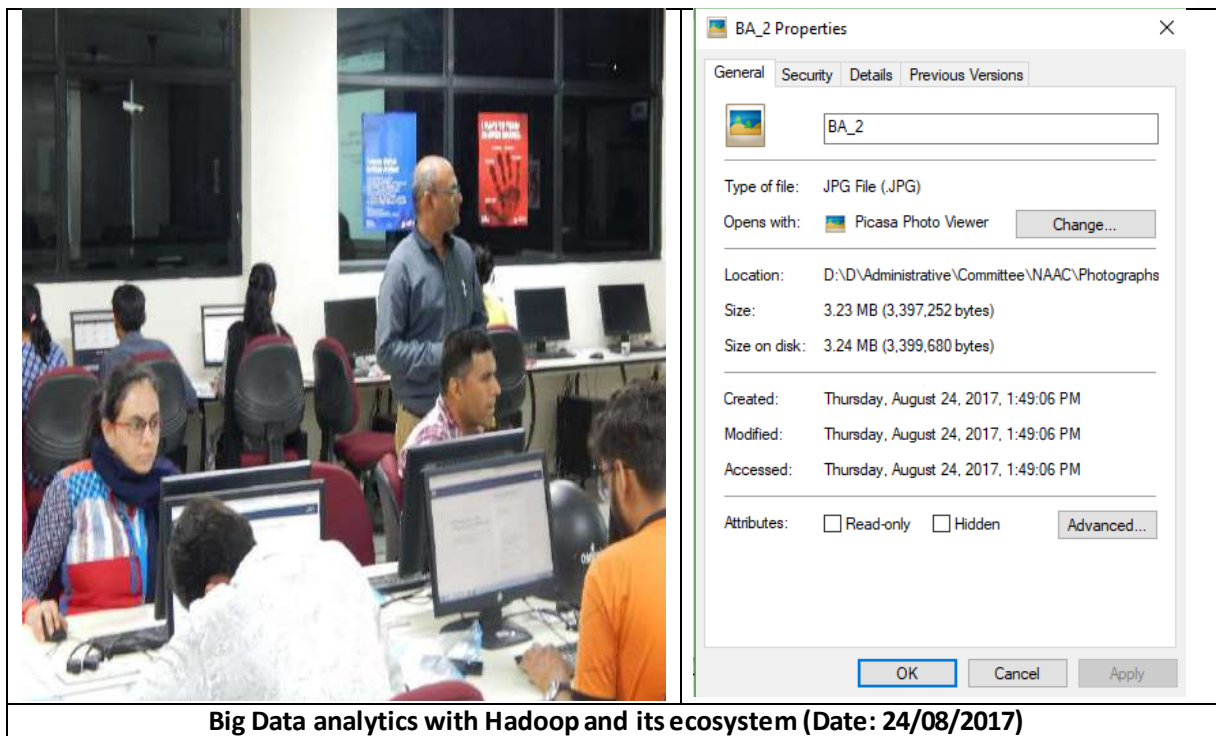 BA_2 Properties
General Security Details Previous Versions
BA_2
Type of file: JPG File (.JPG)
Opens with: Picasa Photo Viewer Change...
Location: D:\D\Administrative\Committee\NAAC\Photographs
Size: 3.23 MB (3,397,252 bytes)
Size on disk: 3.24 MB (3,399,680 bytes)
Created: Thursday, August 24, 2017, 1:49:06 PM
Modified: Thursday, August 24, 2017, 1:49:06 PM
Accessed: Thursday, August 24, 2017, 1:49:06 PM
Attributes: Read-only Hidden Advanced...
OK Cancel Apply
Big Data analytics with Hadoop and its ecosystem (Date: 24/08/2017)